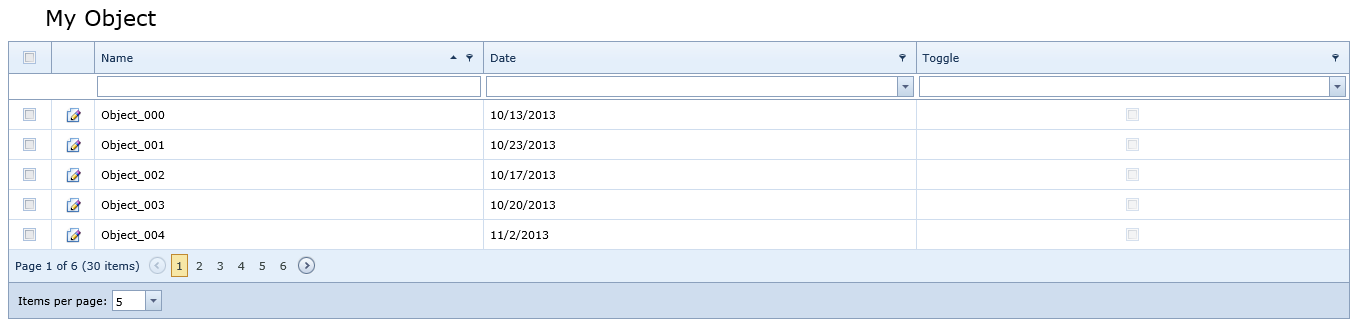 My Object
Name Date Toggle
Object_000 10/13/2013
Object_001 10/23/2013
Object_002 10/17/2013
Object_003 10/20/2013
Object_004 11/2/2013
Page 1 of 6 (30 items) 1 2 3 4 5 6
Items per page: 5